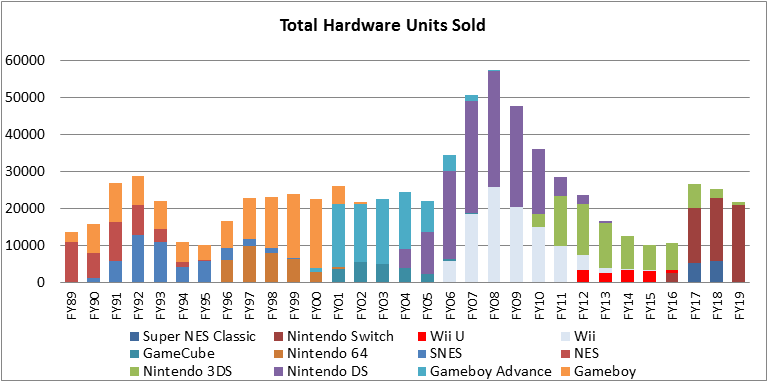 Total Hardware Units Sold
60000
50000
40000
30000
20000
10000
0
FY89 FY90 FY91 FY92 FY93 FY94 FY95 FY96 FY97 FY98 FY99 FY00 FY01 FY02 FY03 FY04 FY05 FY06 FY07 FY08 FY09 FY10 FY11 FY12 FY13 FY14 FY15 FY16 FY17 FY18 FY19
Super NES Classic Nintendo Switch Wii U Wii
GameCube Nintendo 64 SNES NES
Nintendo 3DS Nintendo DS Gameboy Advance Gameboy